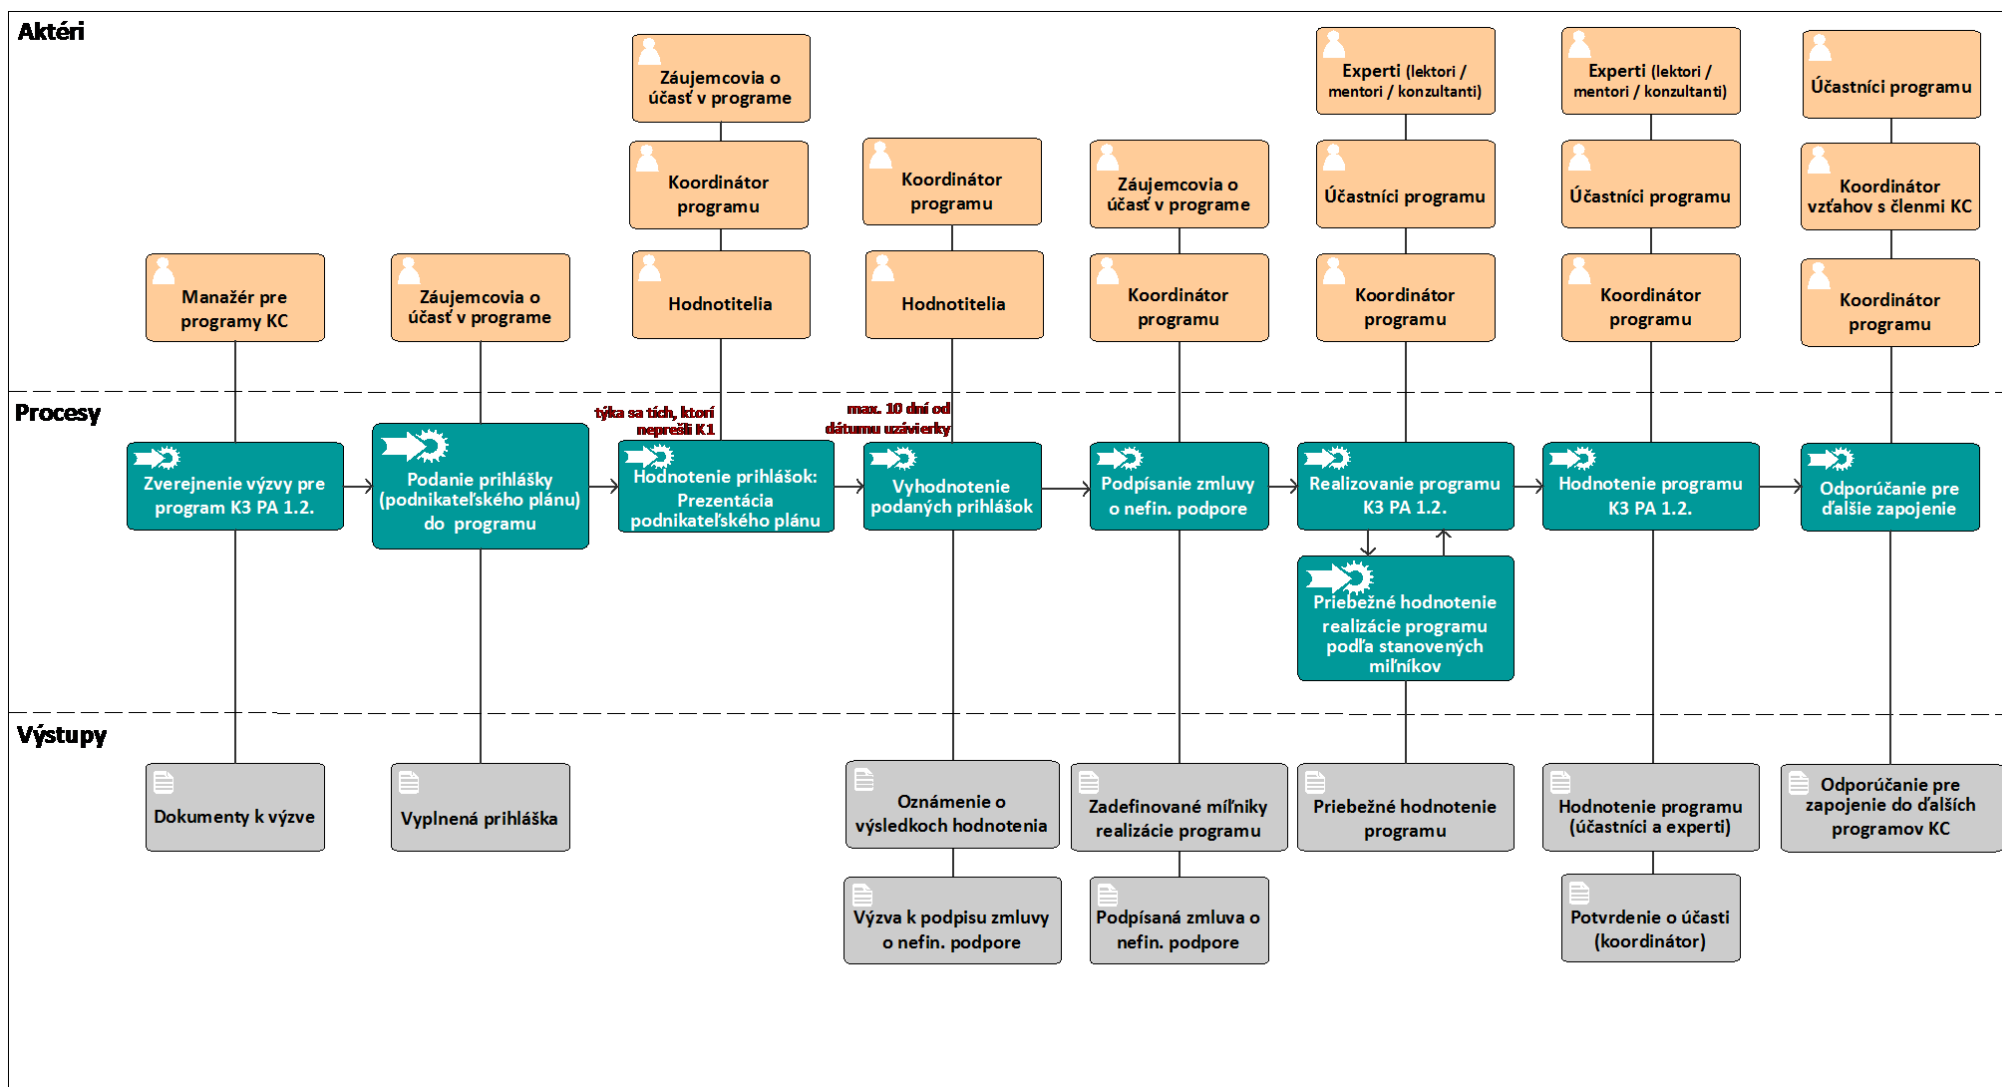 Aktéri
Záujemcovia o
účasť v programe
Experti (lektori /
mentori / konzultanti)
Experti (lektori /
mentori / konzultanti)
Účastníci programu
Koordinátor
programu
Koordinátor
programu
Záujemcovia o
účasť v programe
Účastníci programu
Účastníci programu
Koordinátor
vzťahov s členmi KC
Manažér pre
programy KC
Záujemcovia o
účasť v programe
Hodnotitelia
Hodnotitelia
Koordinátor
programu
Koordinátor
programu
Koordinátor
programu
Koordinátor
programu
Procesy
týka sa tích, ktorí
neprešli K1
max. 10 dní od
dátumu uzávierky
Zverejnenie výzvy pre
program K3 PA 1.2.
Podanie prihlášky
(podnikateľského plánu)
do programu
Hodnotenie prihlášok:
Prezentácia
podnikateľského plánu
Vyhodnotenie
podaných prihlášok
Podpísanie zmluvy
o nefin. podpore
Realizovanie programu
K3 PA 1.2.
Hodnotenie programu
K3 PA 1.2.
Odporúčanie pre
ďalšie zapojenie
Priebežné hodnotenie
realizácie programu
podľa stanovených
miľníkov
Výstupy
Dokumenty k výzve
Vyplnená prihláška
Oznámenie o
výsledkoch hodnotenia
Zadefinované míľniky
realizácie programu
Priebežné hodnotenie
programu
Hodnotenie programu
(účastníci a experti)
Odporúčanie pre
zapojenie do ďalších
programov KC
Výzva k podpisu zmluvy
o nefin. podpore
Podpísaná zmluva o
nefin. podpore
Potvrdenie o účasti
(koordinátor)